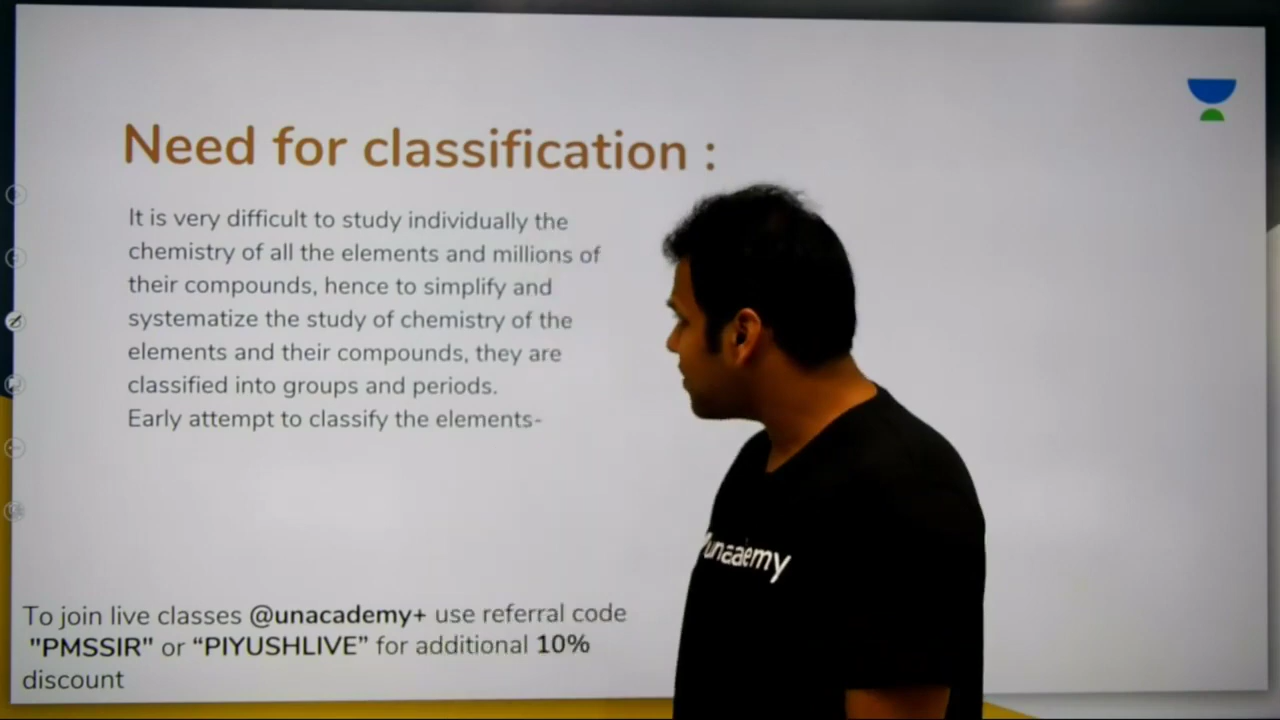 Need for classification :
It is very difficult to study individually the
chemistry of all the elements and millions of
their compounds, hence to simplify and
systematize the study of chemistry of the
elements and their compounds, they are
classified into groups and periods.
Early attempt to classify the elements-
unacademy
To join live classes @unacademy+ use referral code
"PMSSIR" or “PIYUSHLIVE” for additional 10%
discount